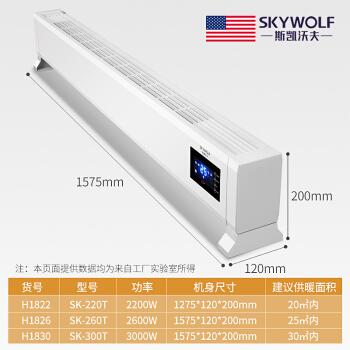 SKYWOLF
斯凯沃夫
1575mm
200mm
120mm
注：本页面提供数据均为来自工厂实验室所得
货号 型号 功率 机身尺寸 建议供暖面积
H1822 SK-220T 2200W 1275*120*200mm 20㎡内
H1826 SK-260T 2600W 1575*120*200mm 25㎡内
H1830 SK-300T 3000W 1575*120*200mm 30㎡内